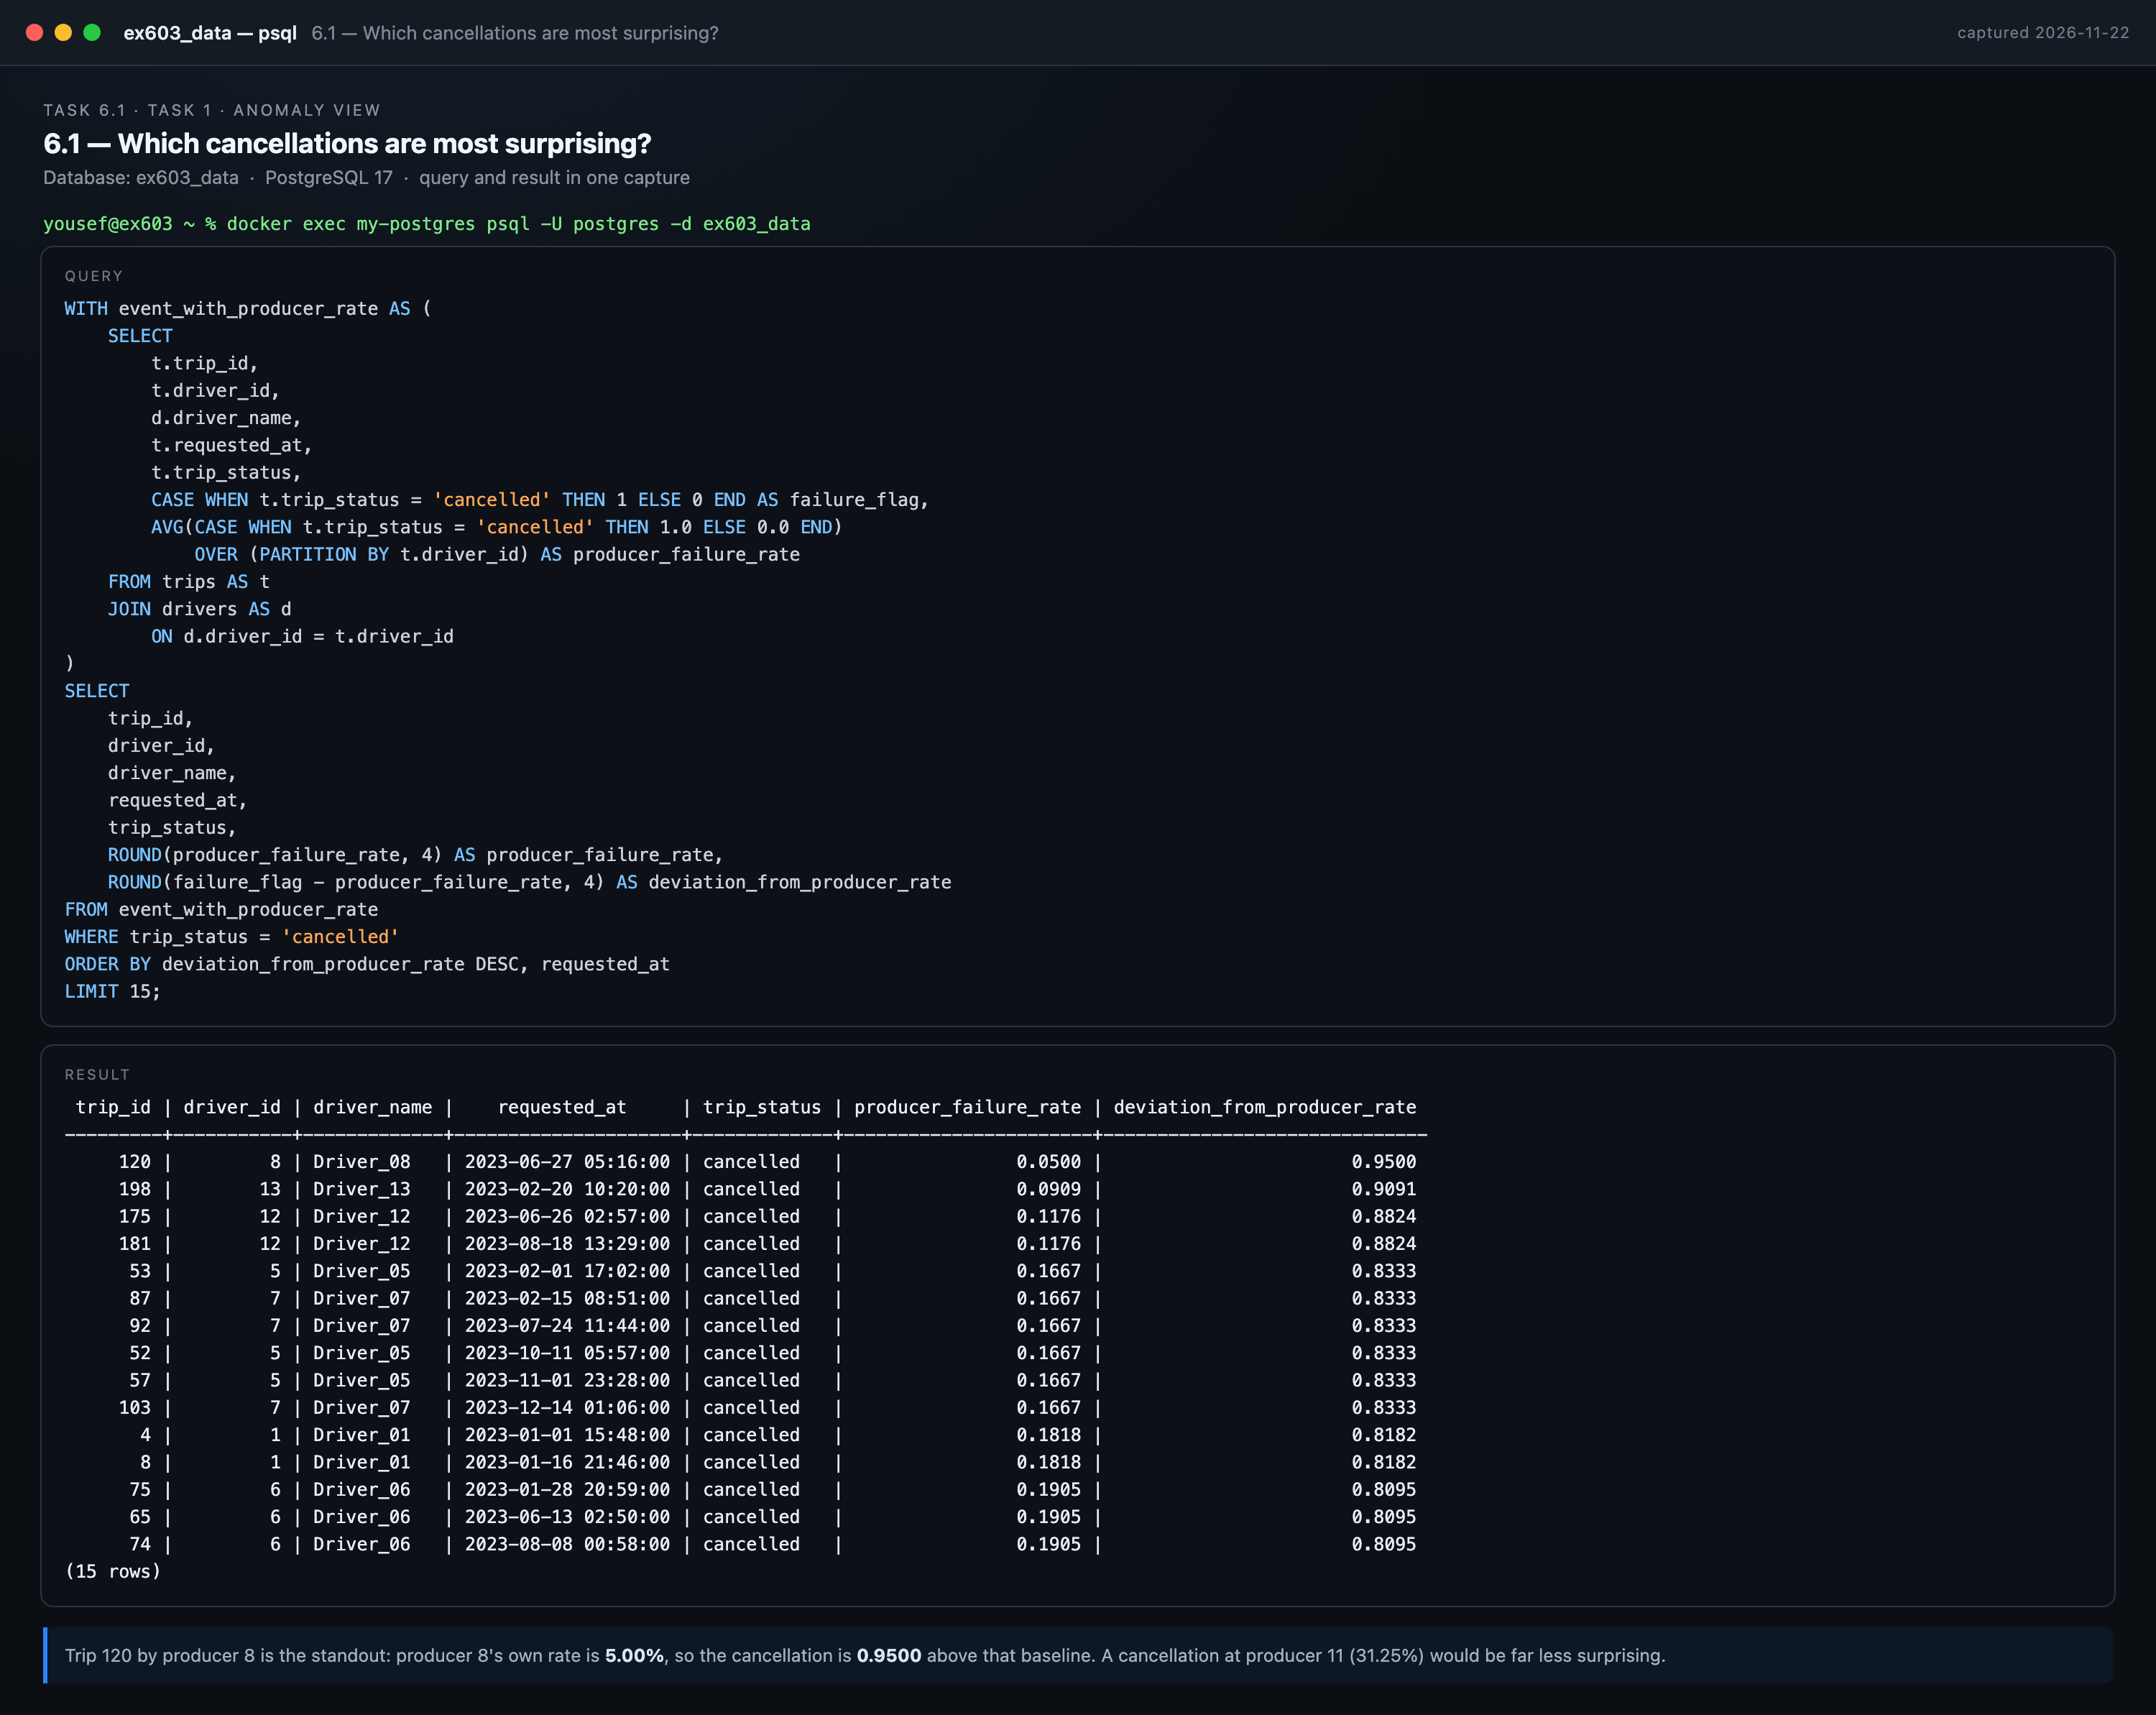 ex603_data — psql 6.1 — Which cancellations are most surprising? captured 2026-11-22
TASK 6.1 · TASK 1 · ANOMALY VIEW
6.1 — Which cancellations are most surprising?
Database: ex603_data · PostgreSQL 17 · query and result in one capture
yousef@ex603 ~ % docker exec my-postgres psql -U postgres -d ex603_data
QUERY
WITH event_with_producer_rate AS (
    SELECT
        t.trip_id,
        t.driver_id,
        d.driver_name,
        t.requested_at,
        t.trip_status,
        CASE WHEN t.trip_status = 'cancelled' THEN 1 ELSE 0 END AS failure_flag,
        AVG(CASE WHEN t.trip_status = 'cancelled' THEN 1.0 ELSE 0.0 END)
            OVER (PARTITION BY t.driver_id) AS producer_failure_rate
    FROM trips AS t
    JOIN drivers AS d
        ON d.driver_id = t.driver_id
)
SELECT
    trip_id,
    driver_id,
    driver_name,
    requested_at,
    trip_status,
    ROUND(producer_failure_rate, 4) AS producer_failure_rate,
    ROUND(failure_flag - producer_failure_rate, 4) AS deviation_from_producer_rate
FROM event_with_producer_rate
WHERE trip_status = 'cancelled'
ORDER BY deviation_from_producer_rate DESC, requested_at
LIMIT 15;
RESULT
 trip_id | driver_id | driver_name |    requested_at     | trip_status | producer_failure_rate | deviation_from_producer_rate
---------+-----------+-------------+---------------------+-------------+-----------------------+------------------------------
     120 |         8 | Driver_08   | 2023-06-27 05:16:00 | cancelled   |                0.0500 |                       0.9500
     198 |        13 | Driver_13   | 2023-02-20 10:20:00 | cancelled   |                0.0909 |                       0.9091
     175 |        12 | Driver_12   | 2023-06-26 02:57:00 | cancelled   |                0.1176 |                       0.8824
     181 |        12 | Driver_12   | 2023-08-18 13:29:00 | cancelled   |                0.1176 |                       0.8824
      53 |         5 | Driver_05   | 2023-02-01 17:02:00 | cancelled   |                0.1667 |                       0.8333
      87 |         7 | Driver_07   | 2023-02-15 08:51:00 | cancelled   |                0.1667 |                       0.8333
      92 |         7 | Driver_07   | 2023-07-24 11:44:00 | cancelled   |                0.1667 |                       0.8333
      52 |         5 | Driver_05   | 2023-10-11 05:57:00 | cancelled   |                0.1667 |                       0.8333
      57 |         5 | Driver_05   | 2023-11-01 23:28:00 | cancelled   |                0.1667 |                       0.8333
     103 |         7 | Driver_07   | 2023-12-14 01:06:00 | cancelled   |                0.1667 |                       0.8333
       4 |         1 | Driver_01   | 2023-01-01 15:48:00 | cancelled   |                0.1818 |                       0.8182
       8 |         1 | Driver_01   | 2023-01-16 21:46:00 | cancelled   |                0.1818 |                       0.8182
      75 |         6 | Driver_06   | 2023-01-28 20:59:00 | cancelled   |                0.1905 |                       0.8095
      65 |         6 | Driver_06   | 2023-06-13 02:50:00 | cancelled   |                0.1905 |                       0.8095
      74 |         6 | Driver_06   | 2023-08-08 00:58:00 | cancelled   |                0.1905 |                       0.8095
(15 rows)
Trip 120 by producer 8 is the standout: producer 8's own rate is 5.00%, so the cancellation is 0.9500 above that baseline. A cancellation at producer 11 (31.25%) would be far less surprising.